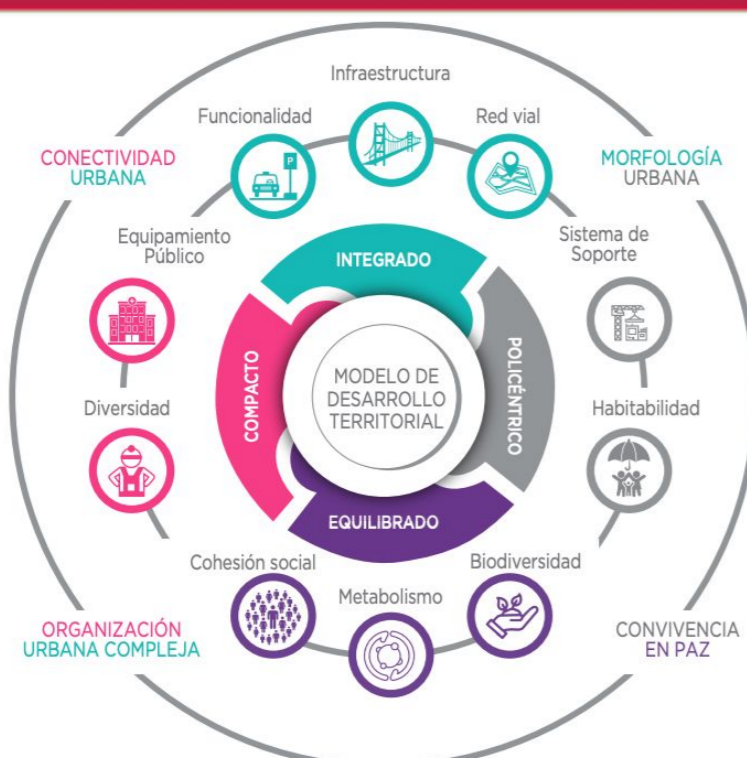 Infraestructura
Funcionalidad
Red vial
CONECTIVIDAD
URBANA
MORFOLOGÍA
URBANA
Equipamiento
Público
Sistema de
Soporte
INTEGRADO
COMPACTO
MODELO DE
DESARROLLO
TERRITORIAL
POLICÉNTRICO
Diversidad
Habitabilidad
EQUILIBRADO
Cohesión social
Metabolismo
Biodiversidad
ORGANIZACIÓN
URBANA COMPLEJA
CONVIVENCIA
EN PAZ
P